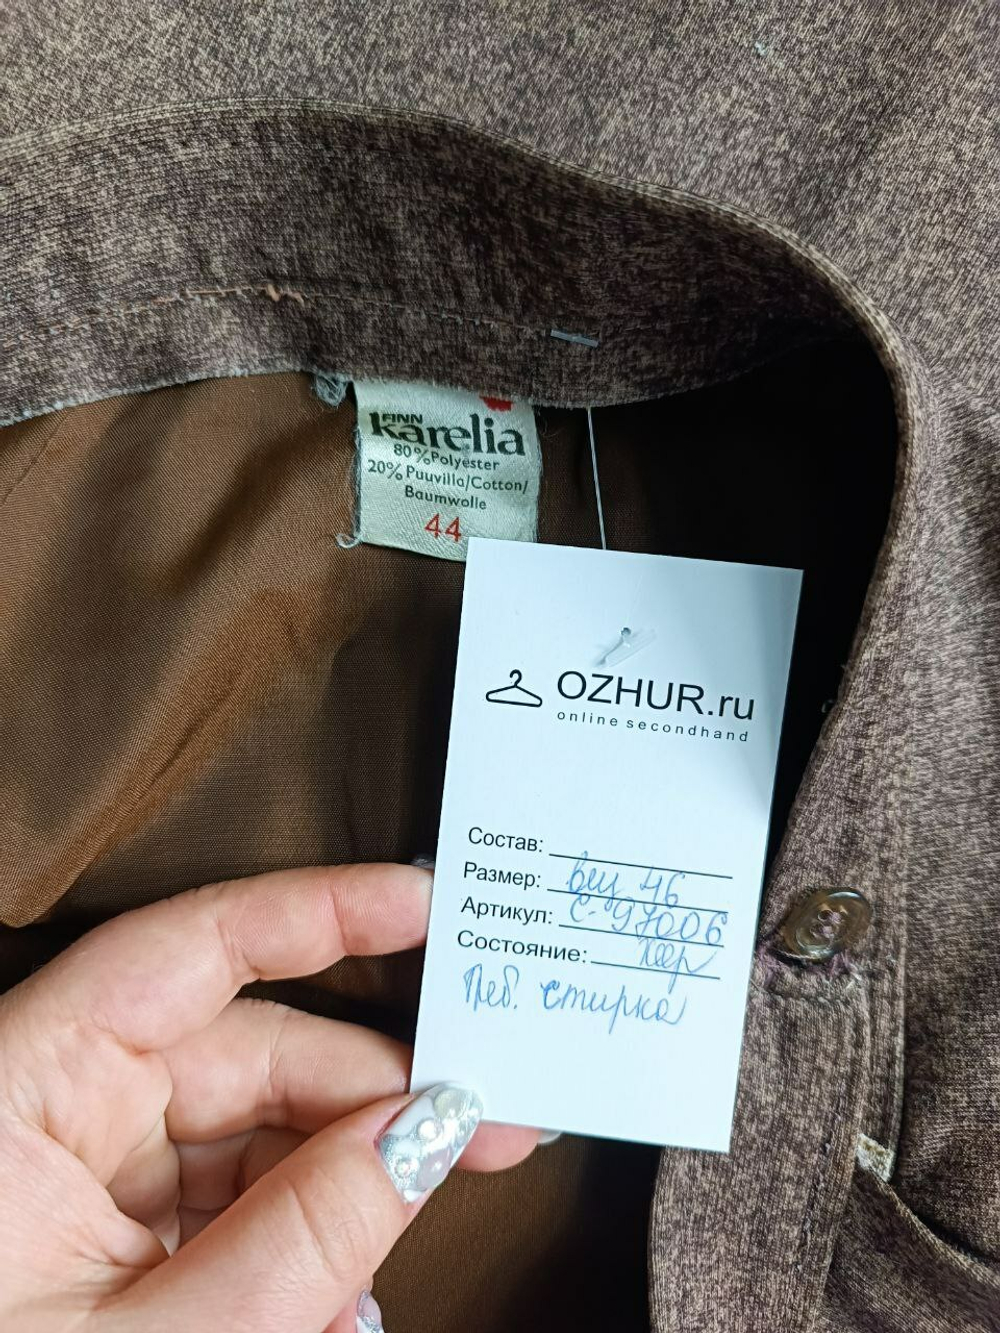 FINN
karelia
80%Polyester
20% Puuvilla/Cotton/
Baumwolle
44
OZHUR.ru
online secondhand
Состав:
Размер: 46
Артикул: С-97006
Состояние: хор
Треб. стирка